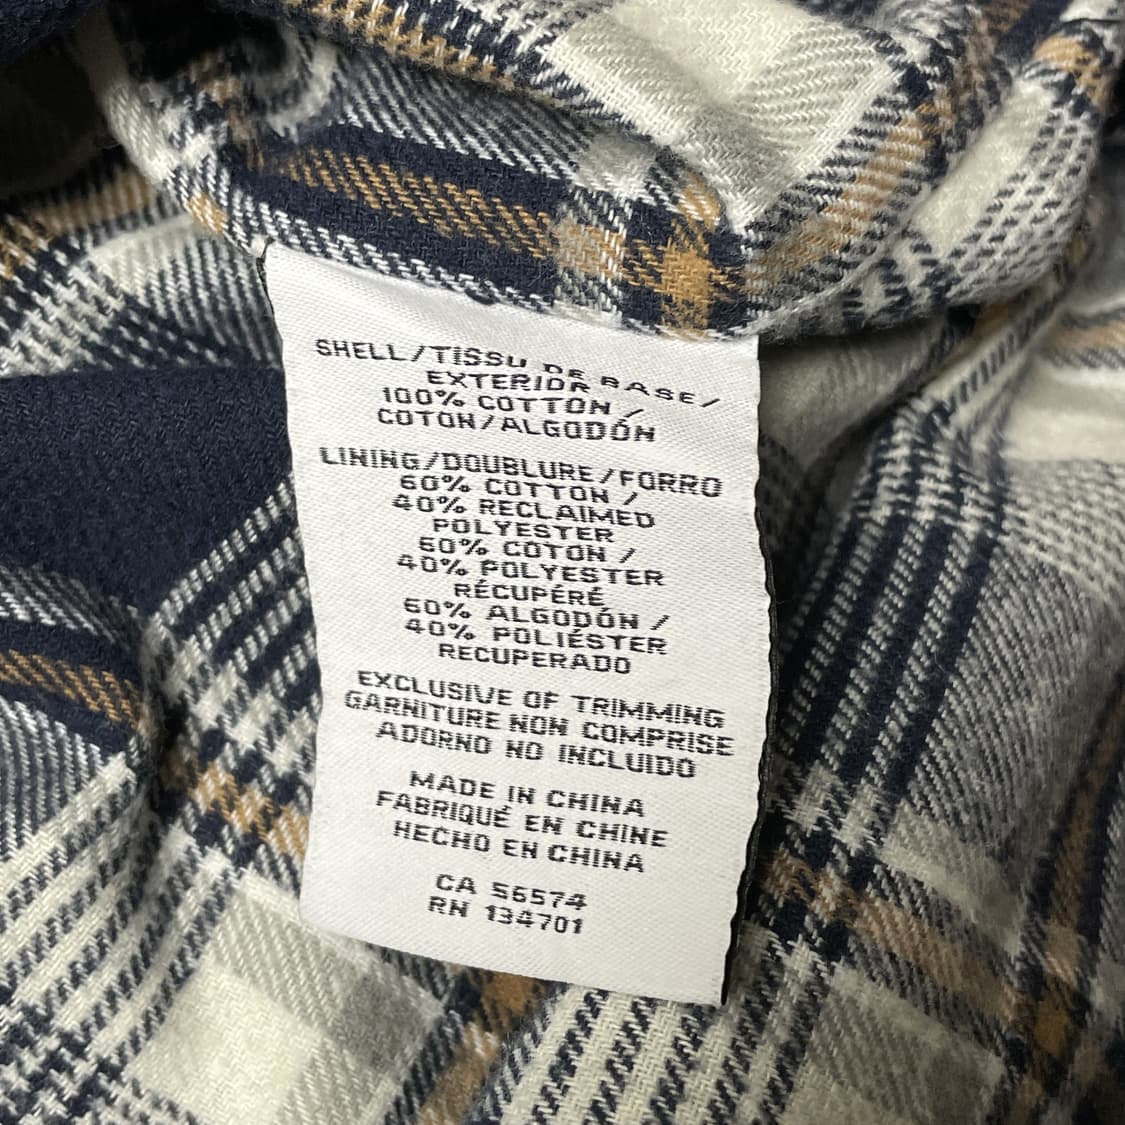 SHELL/TISSU DE BASE/
EXTERIOR
100% COTTON /
COTON/ALGODÓN
LINING/DOUBLURE/FORRO
60% COTTON /
40% RECLAIMED
POLYESTER
60% COTON /
40% POLYESTER
RÉCUPÉRÉ
60% ALGODÓN /
40% POLIÉSTER
RECUPERADO
EXCLUSIVE OF TRIMMING
GARNITURE NON COMPRISE
ADORNO NO INCLUIDO
MADE IN CHINA
FABRIQUÉ EN CHINE
HECHO EN CHINA
CA 56574
RN 134701